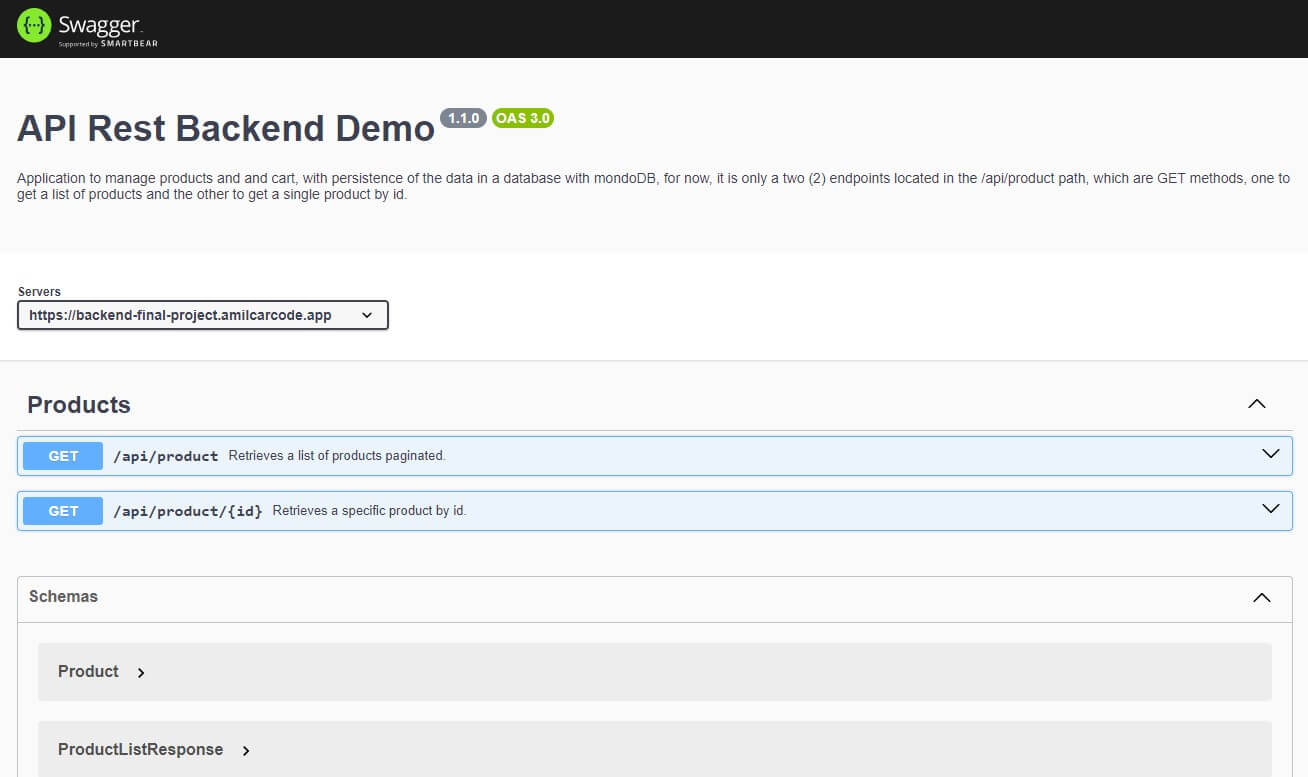 {···} Swagger.
Supported by SMARTBEAR
API Rest Backend Demo 1.1.0 OAS 3.0
Application to manage products and and cart, with persistence of the data in a database with mondoDB, for now, it is only a two (2) endpoints located in the /api/product path, which are GET methods, one to
get a list of products and the other to get a single product by id.
Servers
https://backend-final-project.amilcarcode.app
Products
GET /api/product Retrieves a list of products paginated.
GET /api/product/{id} Retrieves a specific product by id.
Schemas
Product
ProductListResponse